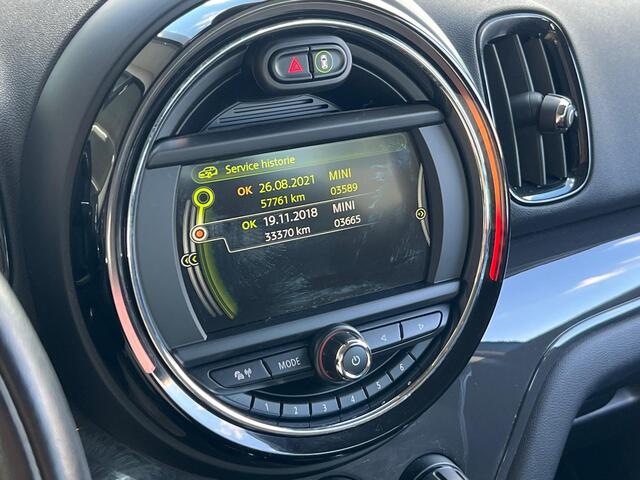 Service historie
OK 26.08.2021 MINI
57761 km 03589
OK 19.11.2018 MINI
33370 km 03665
MODE
1 2 3 4 5 6